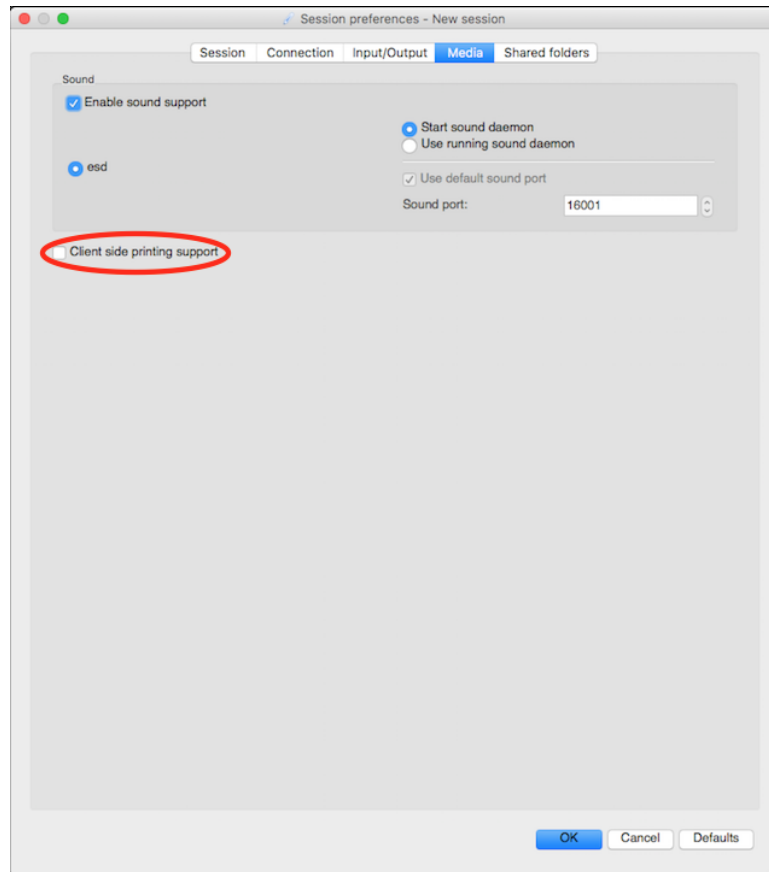 Session preferences - New session
Session Connection Input/Output Media Shared folders
Sound
Enable sound support
Start sound daemon
Use running sound daemon
esd
Use default sound port
Sound port: 16001
Client side printing support
OK Cancel Defaults